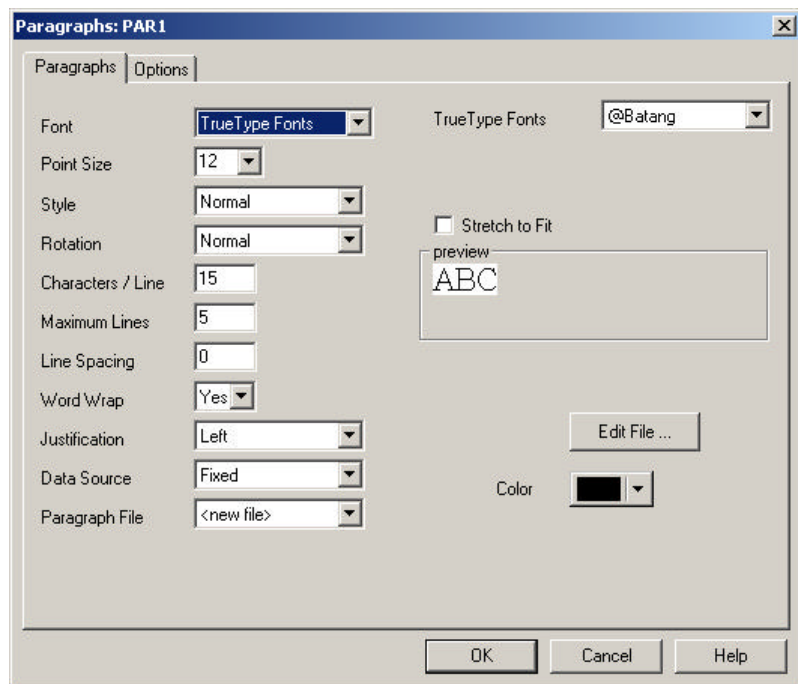 Paragraphs: PAR1
Paragraphs Options
Font TrueType Fonts TrueType Fonts @Batang
Point Size 12
Style Normal
Stretch to Fit
Rotation Normal
preview
Characters / Line 15 ABC
Maximum Lines 5
Line Spacing 0
Word Wrap Yes
Justification Left Edit File ...
Data Source Fixed
Color
Paragraph File <new file>
OK Cancel Help